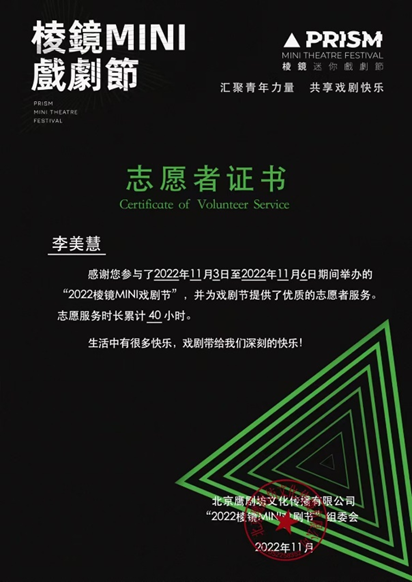 棱鏡MINI
戲劇節
PRISM
MINI THEATRE
FESTIVAL
PRISM
MINI THEATRE FESTIVAL
棱鏡迷你戲劇節
汇聚青年力量 共享戏剧快乐
志愿者证书
Certificate of Volunteer Service
李美慧
感谢您参与了2022年11月3日至2022年11月6日期间举办的
“2022棱镜MINI戏剧节”，并为戏剧节提供了优质的志愿者服务。
志愿服务时长累计 40 小时。
生活中有很多快乐，戏剧带给我们深刻的快乐！
北京鹰剧坊文化传播有限公司
“2022棱镜MINI戏剧节”组委会
2022年11月